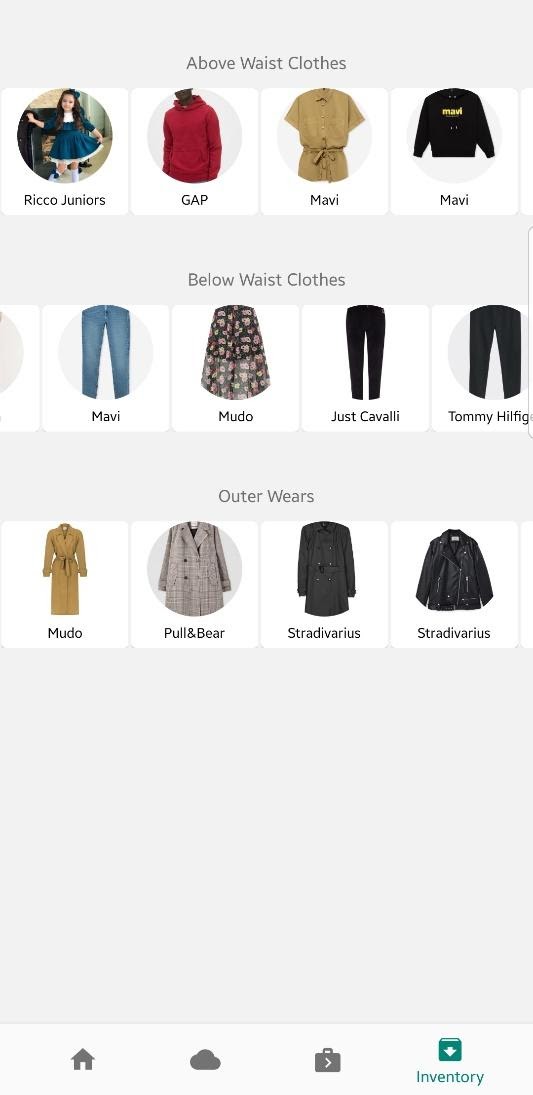 Above Waist Clothes
Ricco Juniors
GAP
Mavi
Mavi
mavi
Below Waist Clothes
Mavi
Mudo
Just Cavalli
Tommy Hilfig
Outer Wears
Mudo
Pull&Bear
Stradivarius
Stradivarius
Inventory